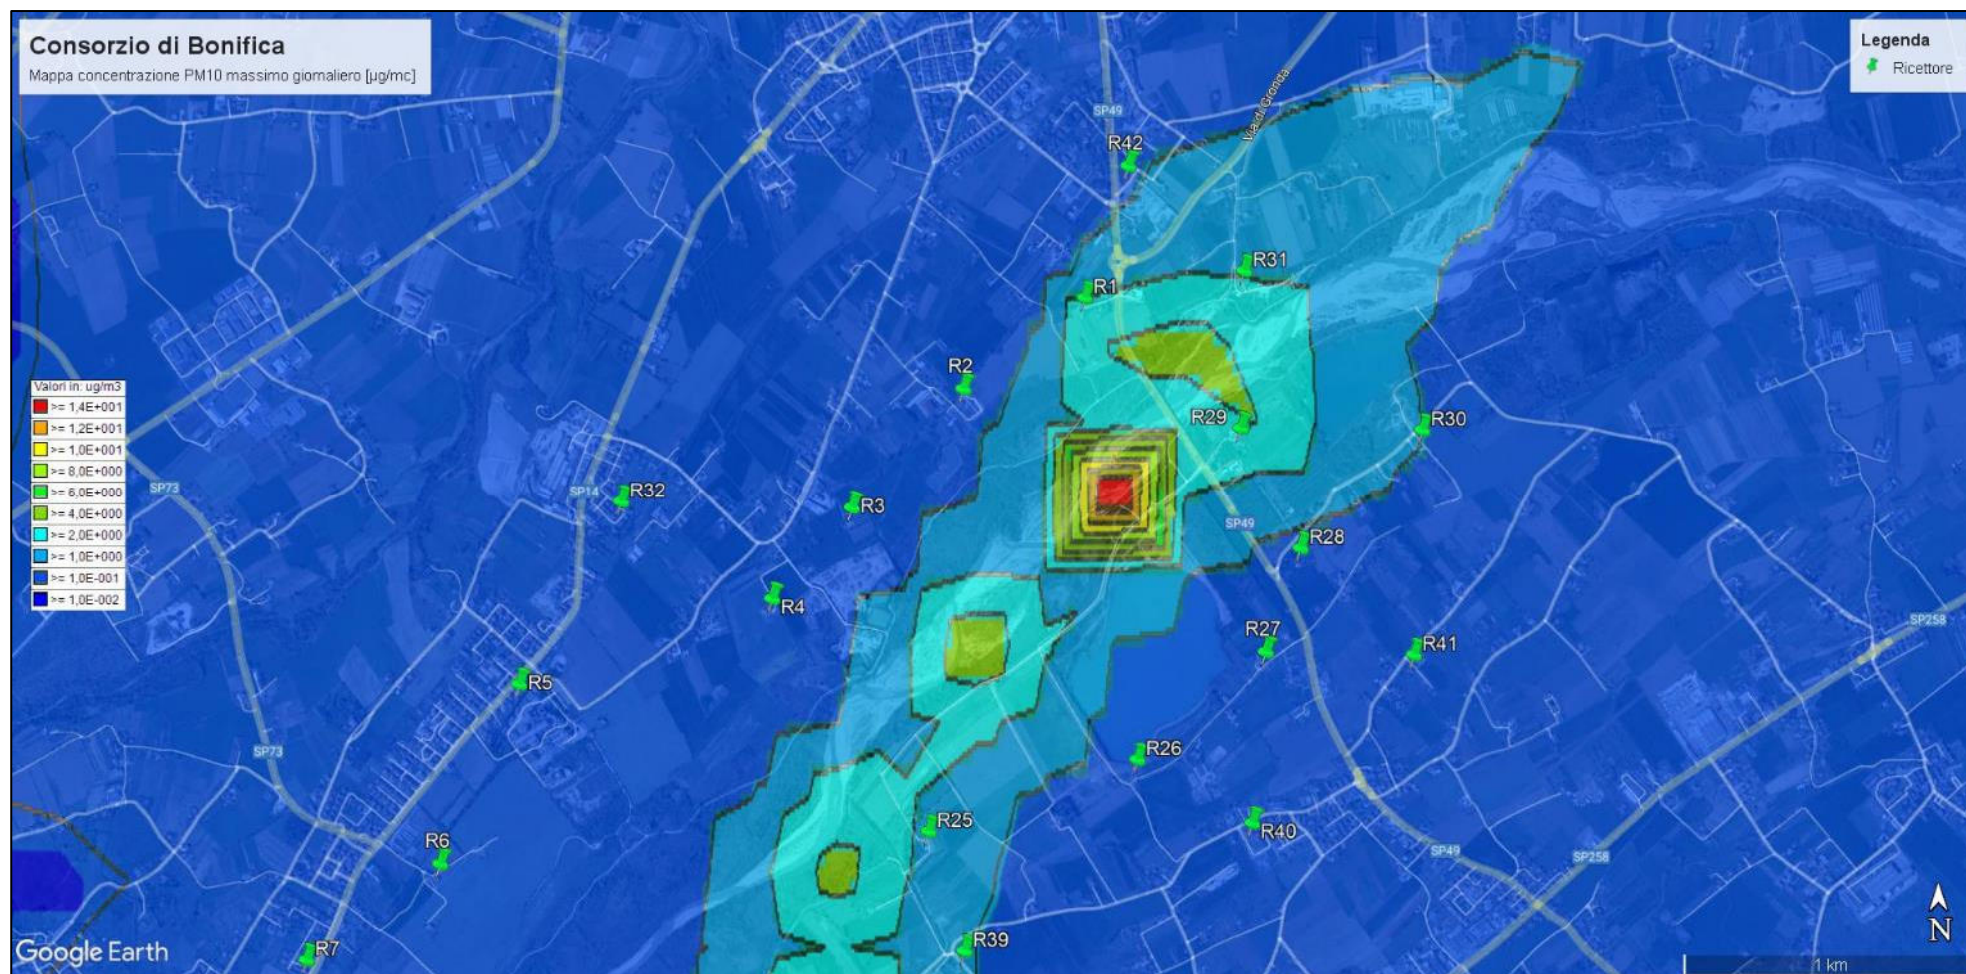 Consorzio di Bonifica
Mappa concentrazione PM10 massimo giornaliero [µg/mc]
Legenda
Ricettore
Via di Gronda
SP49
R42
R31
R1
R2
R29
R30
Valori in: ug/m3
>= 1,4E+001
>= 1,2E+001
>= 1,0E+001
>= 8,0E+000
>= 6,0E+000
>= 4,0E+000
>= 2,0E+000
>= 1,0E+000
>= 1,0E-001
>= 1,0E-002
SP73
SP14
R32
R3
SP49
R28
R4
R27
R41
SP258
R5
SP73
R26
R25
R40
R6
SP49
SP258
R7
R39
Google Earth
N
1 km